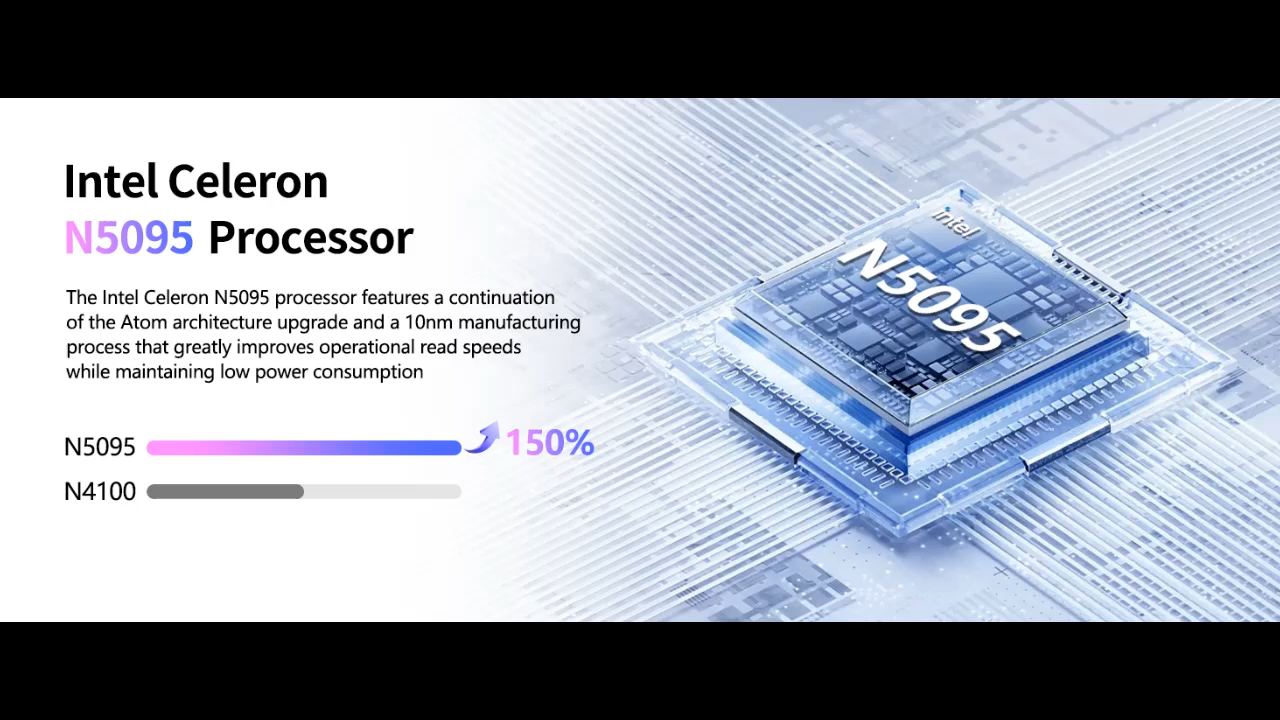 Intel Celeron
N5095 Processor
The Intel Celeron N5095 processor features a continuation
of the Atom architecture upgrade and a 10nm manufacturing
process that greatly improves operational read speeds
while maintaining low power consumption
N5095 150%
N4100
intel
N5095